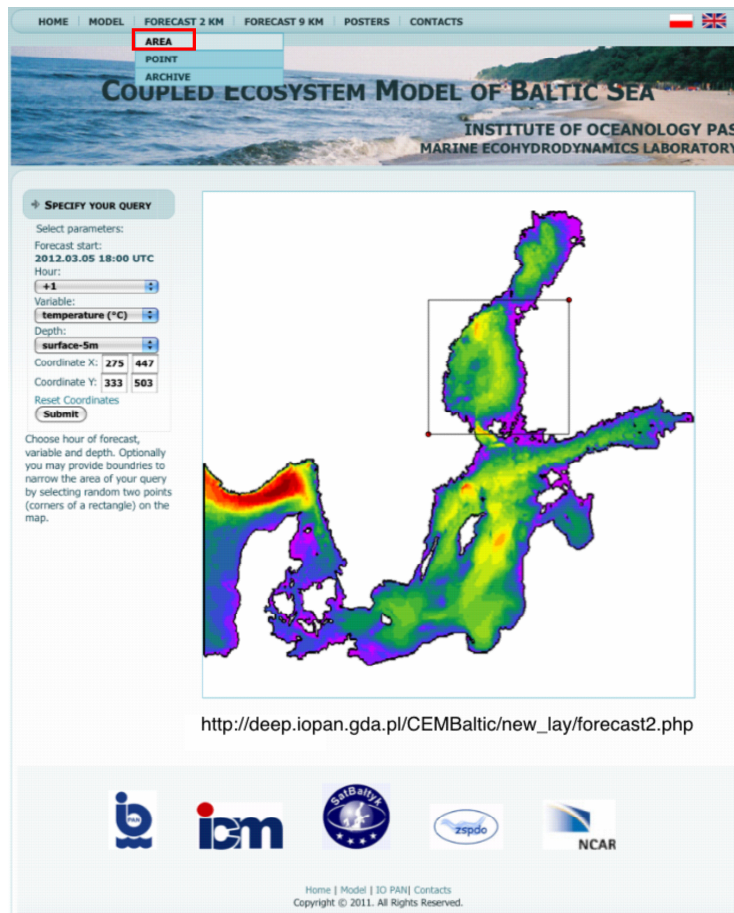 HOME | MODEL | FORECAST 2 KM | FORECAST 9 KM | POSTERS | CONTACTS
AREA
POINT
ARCHIVE
COUPLED ECOSYSTEM MODEL OF BALTIC SEA
INSTITUTE OF OCEANOLOGY PAS
MARINE ECOHYDRODYNAMICS LABORATORY
SPECIFY YOUR QUERY
Select parameters:
Forecast start:
2012.03.05 18:00 UTC
Hour:
+1
Variable:
temperature (°C)
Depth:
surface-5m
Coordinate X: 275 447
Coordinate Y: 333 503
Reset Coordinates
Submit
Choose hour of forecast,
variable and depth. Optionally
you may provide boundries to
narrow the area of your query
by selecting random two points
(corners of a rectangle) on the
map.
http://deep.iopan.gda.pl/CEMBaltic/new_lay/forecast2.php
PAN
icm
SatBałtyk
zspdo
NCAR
Home | Model | IO PAN| Contacts
Copyright © 2011. All Rights Reserved.